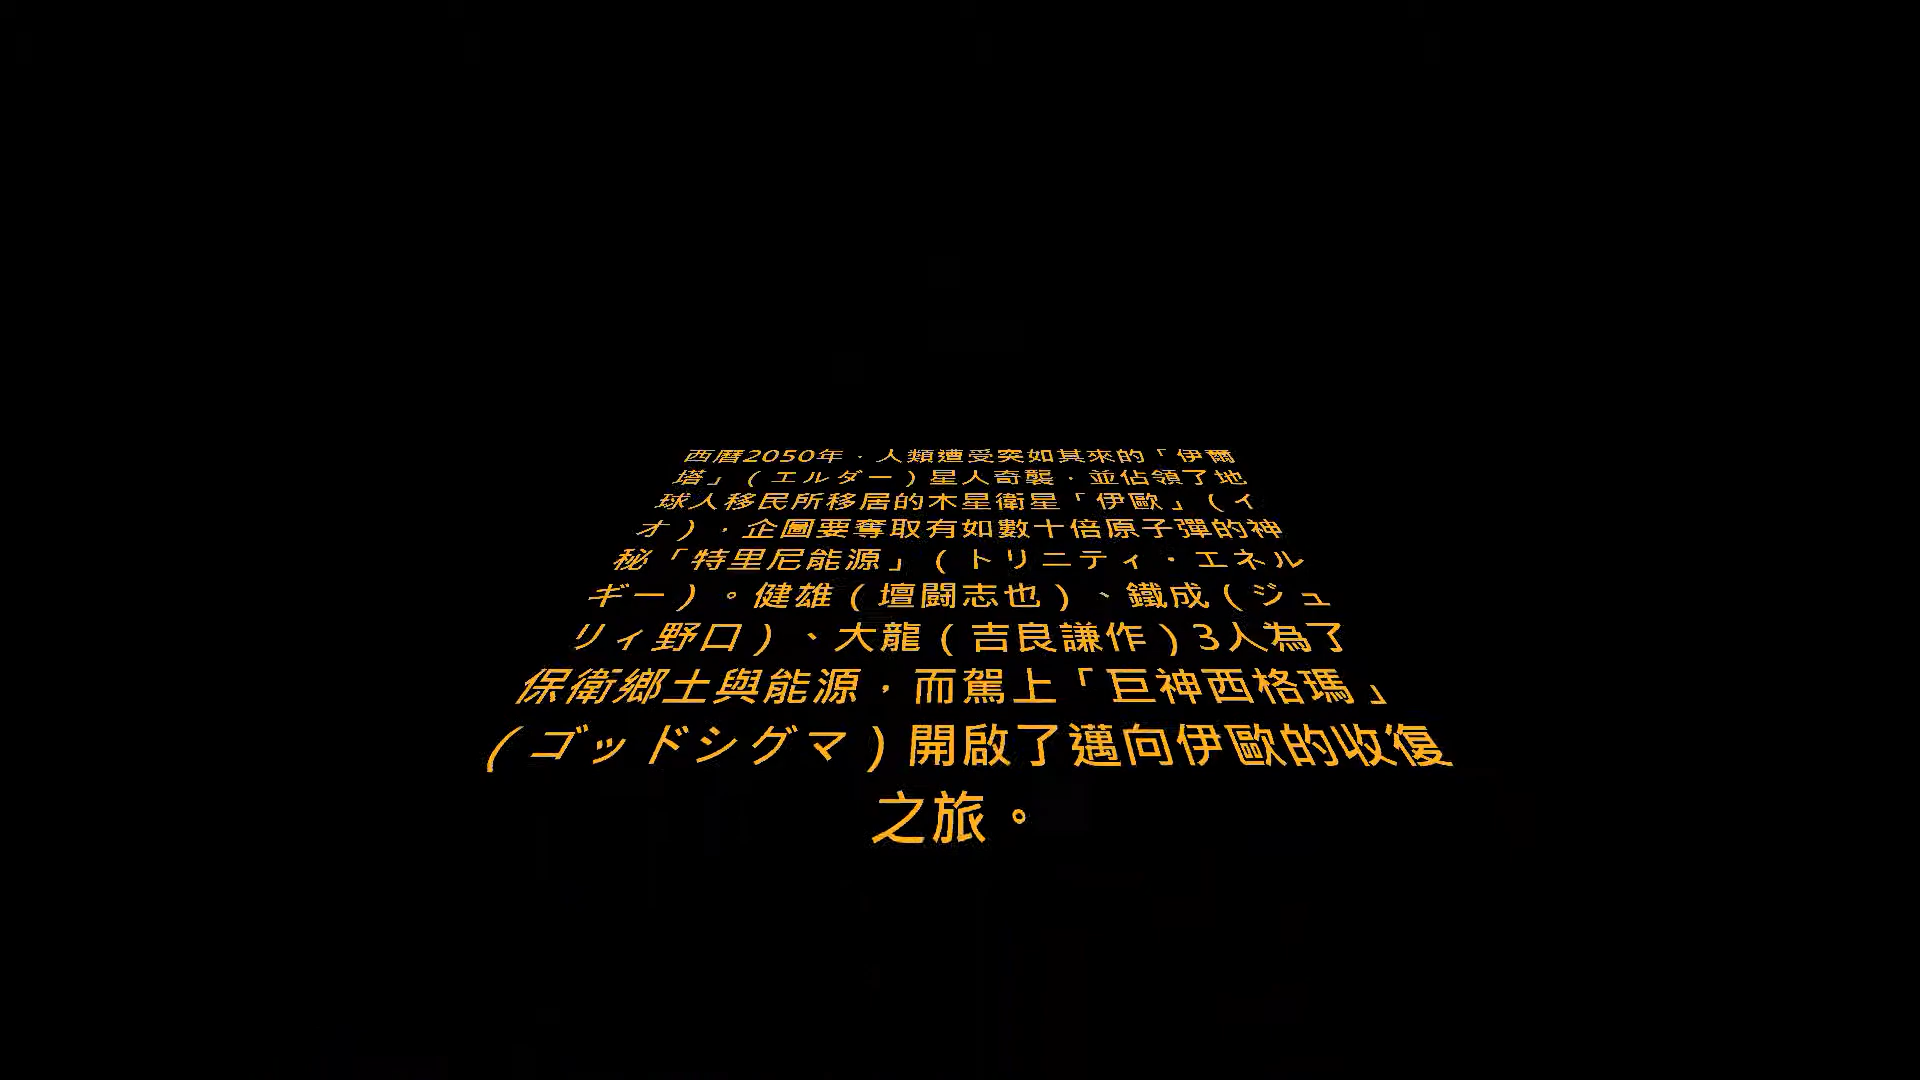 西曆2050年，人類遭受突如其來的「伊爾
塔」（エルダー）星人奇襲，並佔領了地
球人移民所移居的木星衛星「伊歐」（イ
オ），企圖要奪取有如數十倍原子彈的神
秘「特里尼能源」（トリニティ・エネル
ギー）。健雄（壇闘志也）、鐵成（ジュ
リィ野口）、大龍（吉良謙作）3人為了
保衛鄉土與能源，而駕上「巨神西格瑪」
（ゴッドシグマ）開啟了邁向伊歐的收復
之旅。